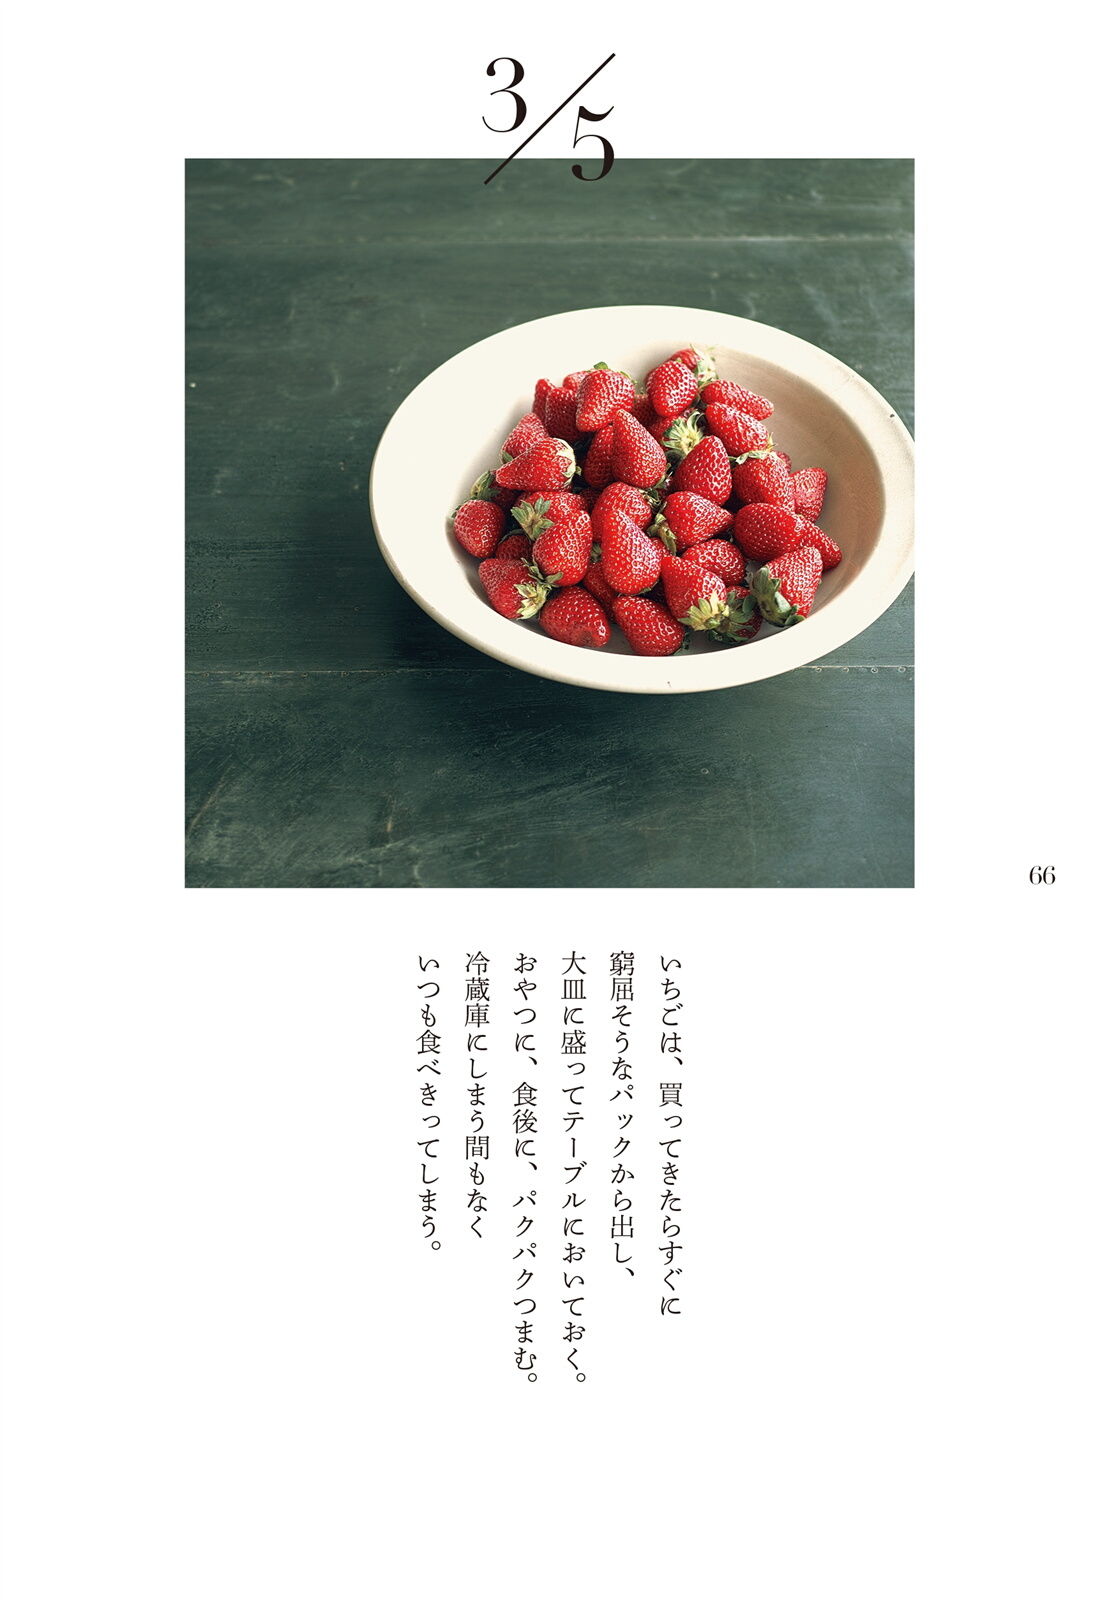 3/5
いちごは、買ってきたらすぐに
窮屈そうなパックから出し、
大皿に盛ってテーブルにおいておく。
おやつに、食後に、パクパクつまむ。
冷蔵庫にしまう間もなく
いつも食べきってしまう。
66